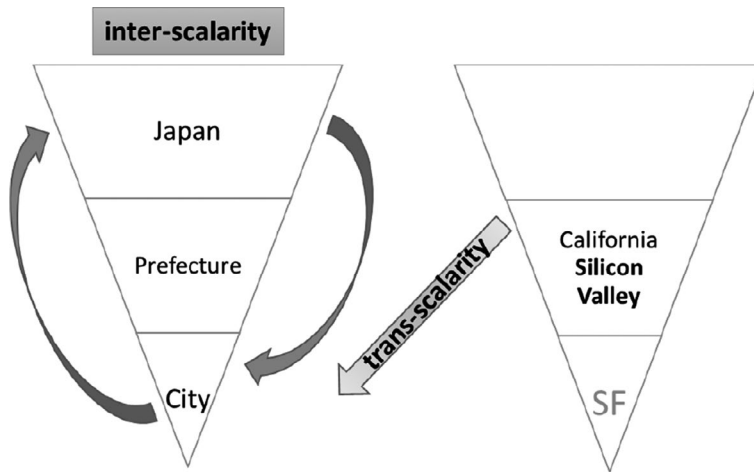 inter-scalarity
Japan
Prefecture
City
trans-scalarity
California
Silicon
Valley
SF